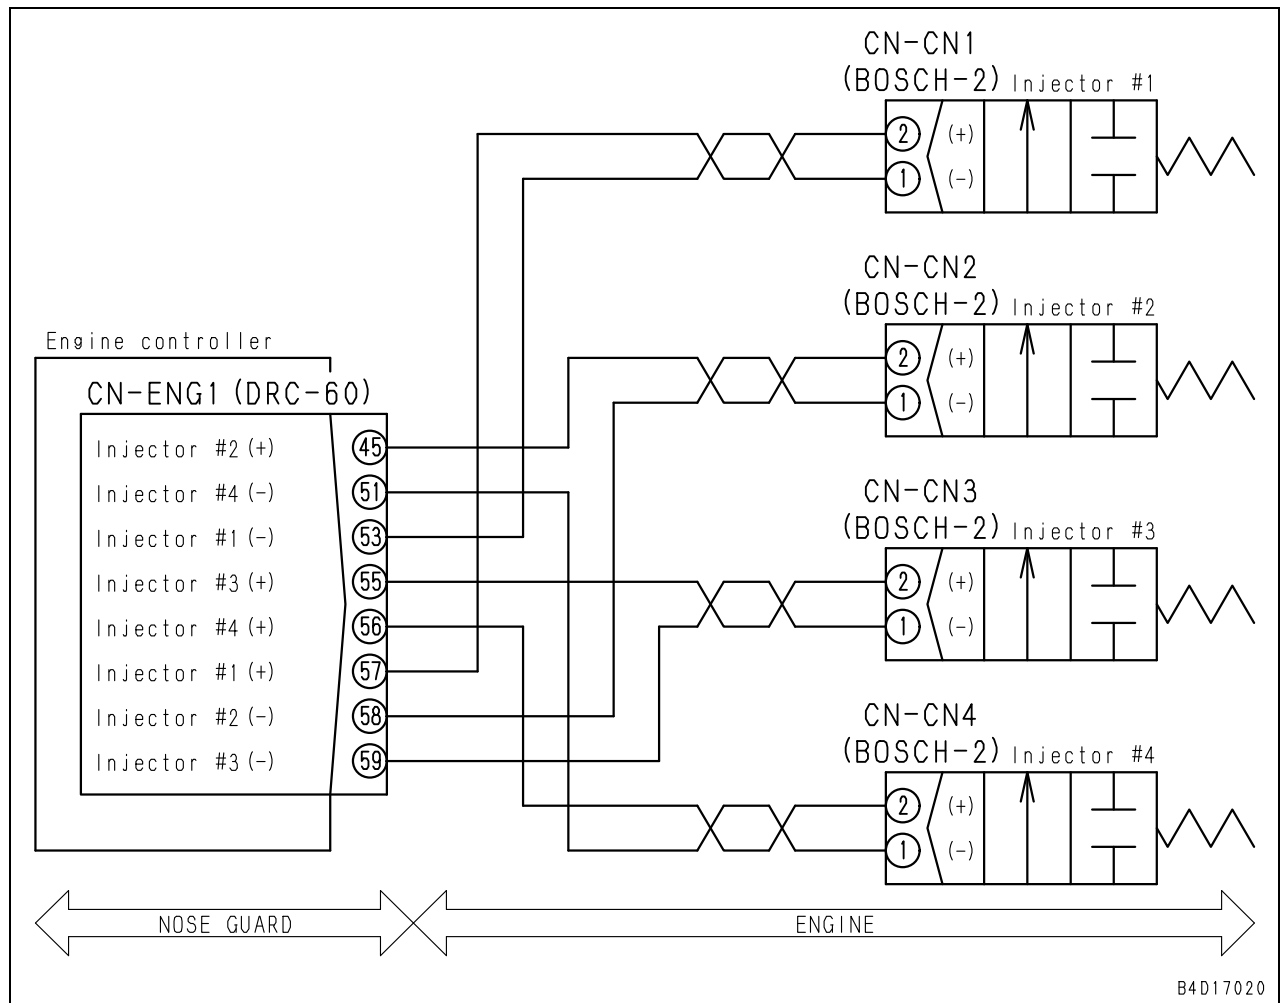 CN-CN1
(BOSCH-2) Injector #1
2 (+)
1 (-)
CN-CN2
(BOSCH-2) Injector #2
2 (+)
1 (-)
Engine controller
CN-ENG1 (DRC-60)
Injector #2 (+) 45
Injector #4 (-) 51
Injector #1 (-) 53
Injector #3 (+) 55
Injector #4 (+) 56
Injector #1 (+) 57
Injector #2 (-) 58
Injector #3 (-) 59
CN-CN3
(BOSCH-2) Injector #3
2 (+)
1 (-)
CN-CN4
(BOSCH-2) Injector #4
2 (+)
1 (-)
NOSE GUARD
ENGINE
B4D17020